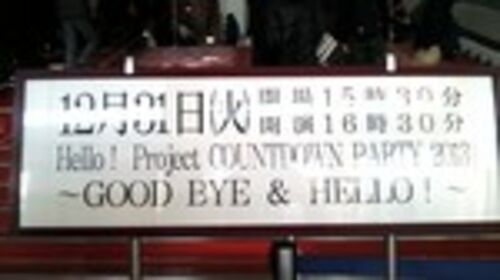 12月31日(火) 開場15時30分
開演16時30分
Hello! Project COUNTDOWN PARTY 2013
～GOOD BYE & HELLO!～